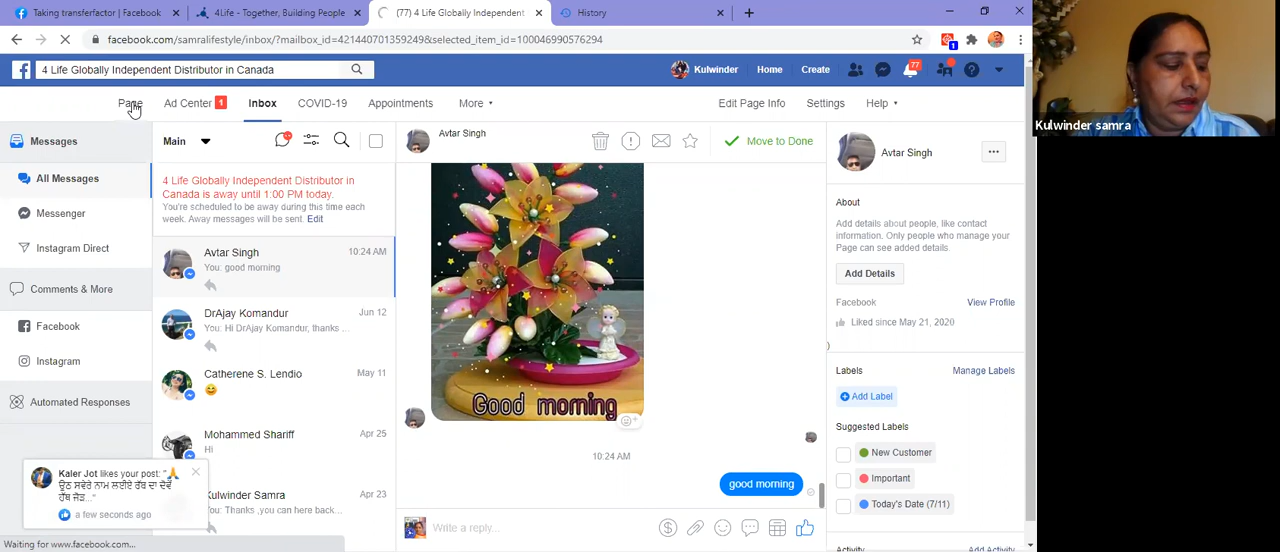 Taking transferfactor | Facebook
4Life - Together, Building People
(77) 4 Life Globally Independent
History
facebook.com/samralifestyle/inbox/?mailbox_id=421440701359249&selected_item_id=100046990576294
1
4 Life Globally Independent Distributor in Canada
Kulwinder
Home
Create
77
Page
Ad Center 1
Inbox
COVID-19
Appointments
More
Edit Page Info
Settings
Help
Kulwinder samra
Messages
All Messages
Messenger
Instagram Direct
Comments & More
Facebook
Instagram
Automated Responses
Main
4 Life Globally Independent Distributor in
Canada is away until 1:00 PM today.
You're scheduled to be away during this time each
week. Away messages will be sent. Edit
Avtar Singh 10:24 AM
You: good morning
DrAjay Komandur Jun 12
You: Hi DrAjay Komandur, thanks ...
Catherene S. Lendio May 11
Mohammed Shariff Apr 25
Hi
Kulwinder Samra Apr 23
You: Thanks ,you can here back...
Kaler Jot likes your post: "🙏
ਉਠ ਸਵੇਰੇ ਨਾਮ ਲਈਏ ਰੱਬ ਦਾ ਦੋਵੇਂ
ਹੱਥ ਜੋੜ..."
a few seconds ago
Waiting for www.facebook.com...
Avtar Singh
Move to Done
Good morning
10:24 AM
good morning
Write a reply...
Avtar Singh
About
Add details about people, like contact
information. Only people who manage your
Page can see added details.
Add Details
Facebook
View Profile
Liked since May 21, 2020
)
Labels
Manage Labels
Add Label
Suggested Labels
New Customer
Important
Today's Date (7/11)
Activity
Add Activity